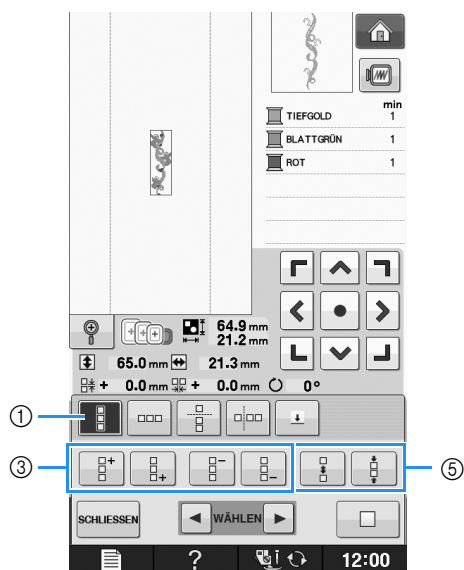 min
TIEFGOLD 1
BLATTGRÜN 1
ROT 1
64.9 mm
21.2 mm
65.0 mm 21.3 mm
+ 0.0 mm + 0.0 mm 0°
①
③
⑤
SCHLIESSEN WÄHLEN
? 12:00